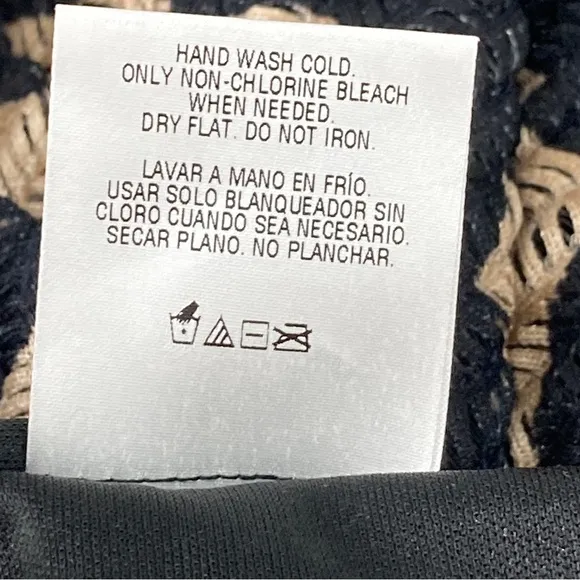 HAND WASH COLD.
ONLY NON-CHLORINE BLEACH
WHEN NEEDED.
DRY FLAT. DO NOT IRON.
LAVAR A MANO EN FRÍO.
USAR SOLO BLANQUEADOR SIN
CLORO CUANDO SEA NECESARIO.
SECAR PLANO. NO PLANCHAR.